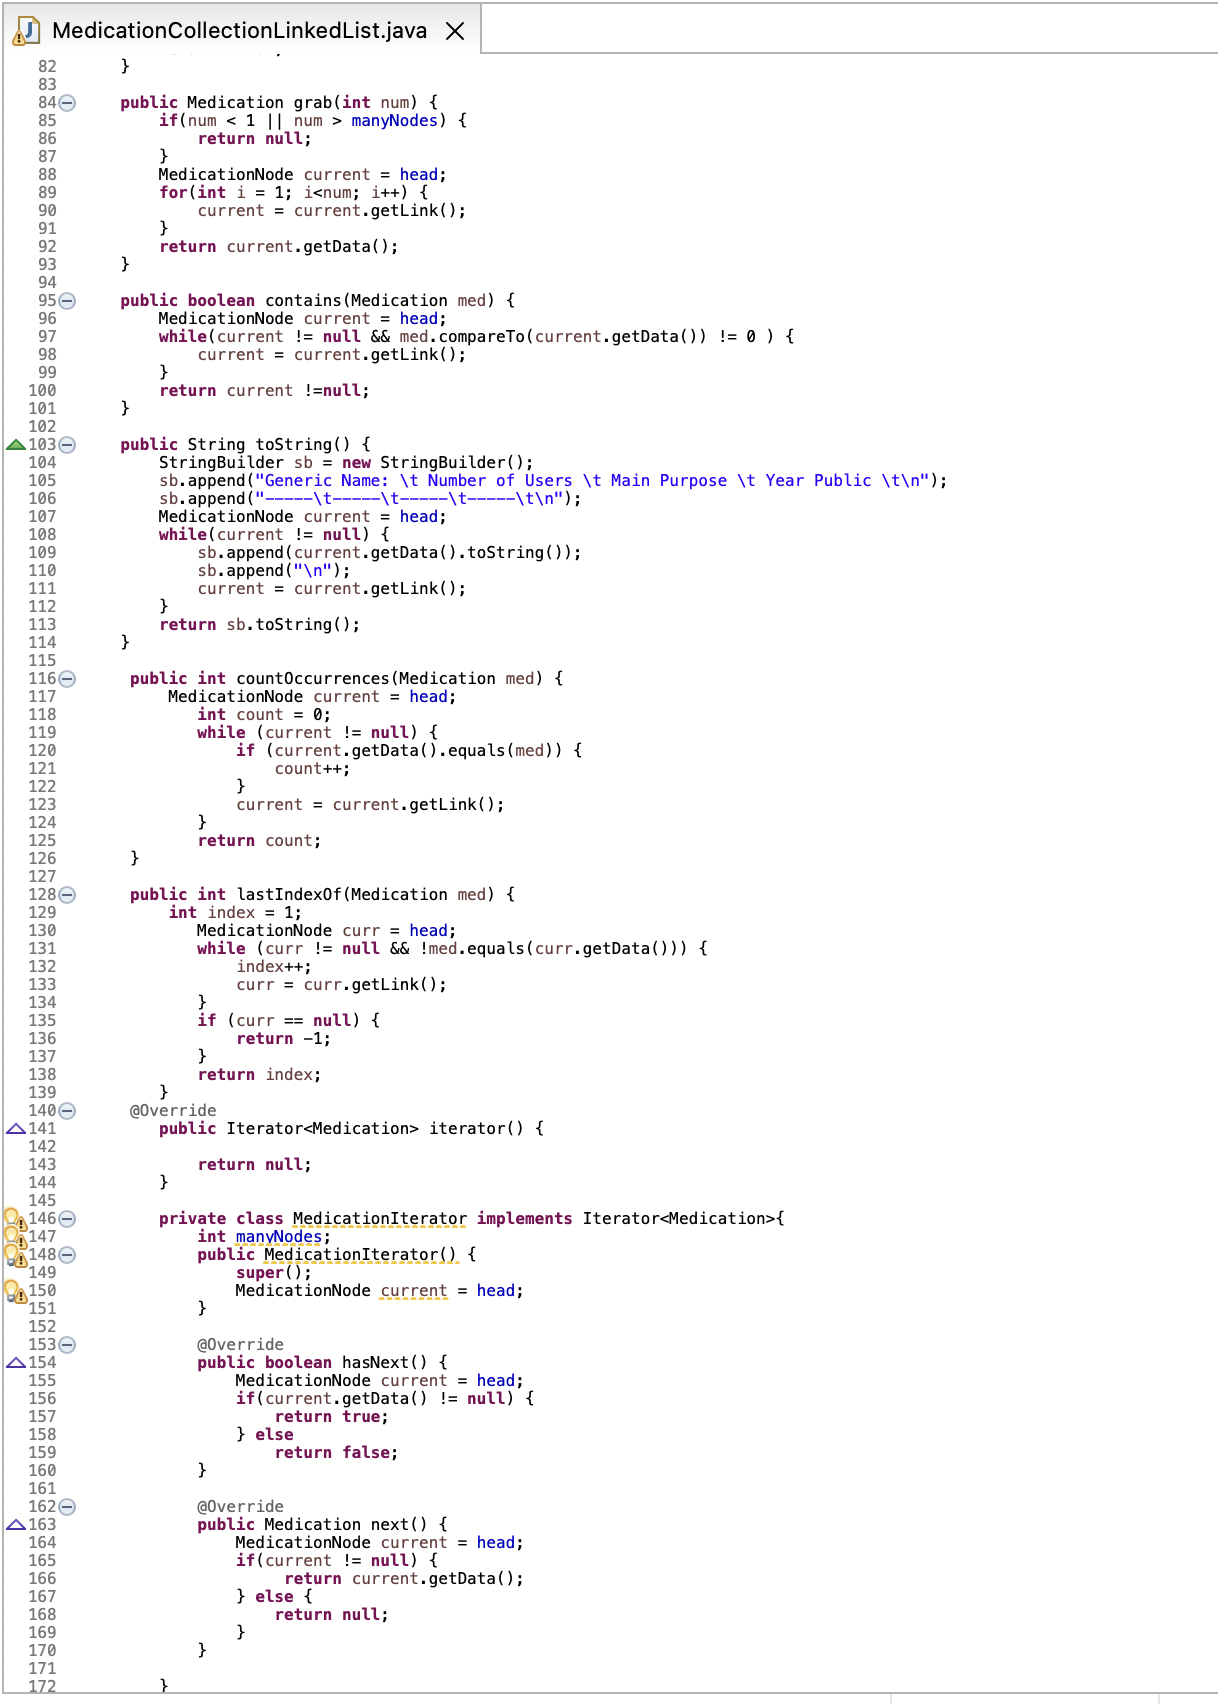 MedicationCollectionLinkedList.java
82 }
83
84 public Medication grab(int num) {
85 if(num < 1 || num > manyNodes) {
86 return null;
87 }
88 MedicationNode current = head;
89 for(int i = 1; i<num; i++) {
90 current = current.getLink();
91 }
92 return current.getData();
93 }
94
95 public boolean contains(Medication med) {
96 MedicationNode current = head;
97 while(current != null && med.compareTo(current.getData()) != 0 ) {
98 current = current.getLink();
99 }
100 return current !=null;
101 }
102
103 public String toString() {
104 StringBuilder sb = new StringBuilder();
105 sb.append("Generic Name: \t Number of Users \t Main Purpose \t Year Public \t\n");
106 sb.append("-----\t-----\t-----\t-----\t\n");
107 MedicationNode current = head;
108 while(current != null) {
109 sb.append(current.getData().toString());
110 sb.append("\n");
111 current = current.getLink();
112 }
113 return sb.toString();
114 }
115
116 public int countOccurrences(Medication med) {
117 MedicationNode current = head;
118 int count = 0;
119 while (current != null) {
120 if (current.getData().equals(med)) {
121 count++;
122 }
123 current = current.getLink();
124 }
125 return count;
126 }
127
128 public int lastIndexOf(Medication med) {
129 int index = 1;
130 MedicationNode curr = head;
131 while (curr != null && !med.equals(curr.getData())) {
132 index++;
133 curr = curr.getLink();
134 }
135 if (curr == null) {
136 return -1;
137 }
138 return index;
139 }
140 @Override
141 public Iterator<Medication> iterator() {
142
143 return null;
144 }
145
146 private class MedicationIterator implements Iterator<Medication>{
147 int manyNodes;
148 public MedicationIterator() {
149 super();
150 MedicationNode current = head;
151 }
152
153 @Override
154 public boolean hasNext() {
155 MedicationNode current = head;
156 if(current.getData() != null) {
157 return true;
158 } else
159 return false;
160 }
161
162 @Override
163 public Medication next() {
164 MedicationNode current = head;
165 if(current != null) {
166 return current.getData();
167 } else {
168 return null;
169 }
170 }
171
172 }